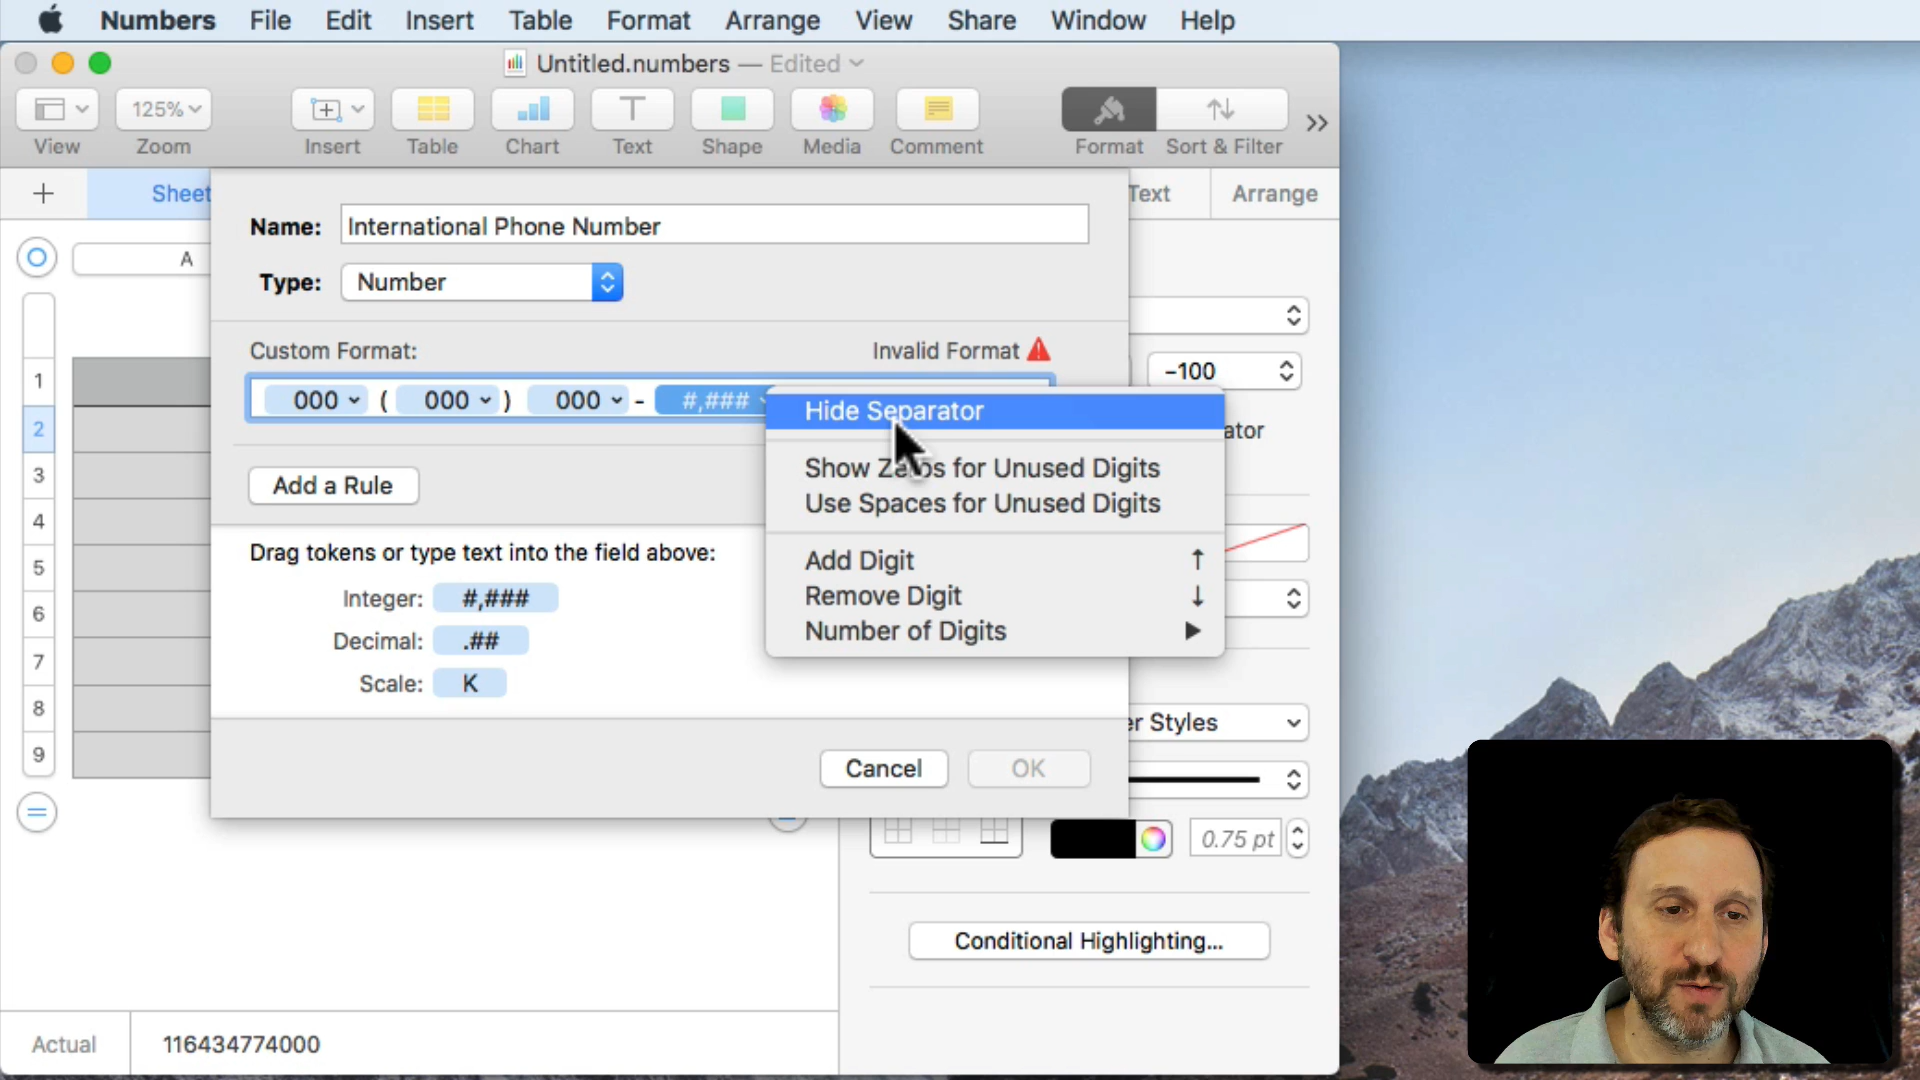 Numbers File Edit Insert Table Format Arrange View Share Window Help
Untitled.numbers — Edited
125%
View Zoom Insert Table Chart Text Shape Media Comment Format Sort & Filter
Sheet Text Arrange
Name: International Phone Number
Type: Number
A
Custom Format: Invalid Format
-100
000 ( 000 ) 000 - #,###
Hide Separator
ator
Show Zeros for Unused Digits
Use Spaces for Unused Digits
Add Digit ↑
Remove Digit ↓
Number of Digits
Add a Rule
Drag tokens or type text into the field above:
Integer: #,###
Decimal: .##
Scale: K
er Styles
Cancel OK
1
2
3
4
5
6
7
8
9
0.75 pt
Conditional Highlighting...
Actual 116434774000